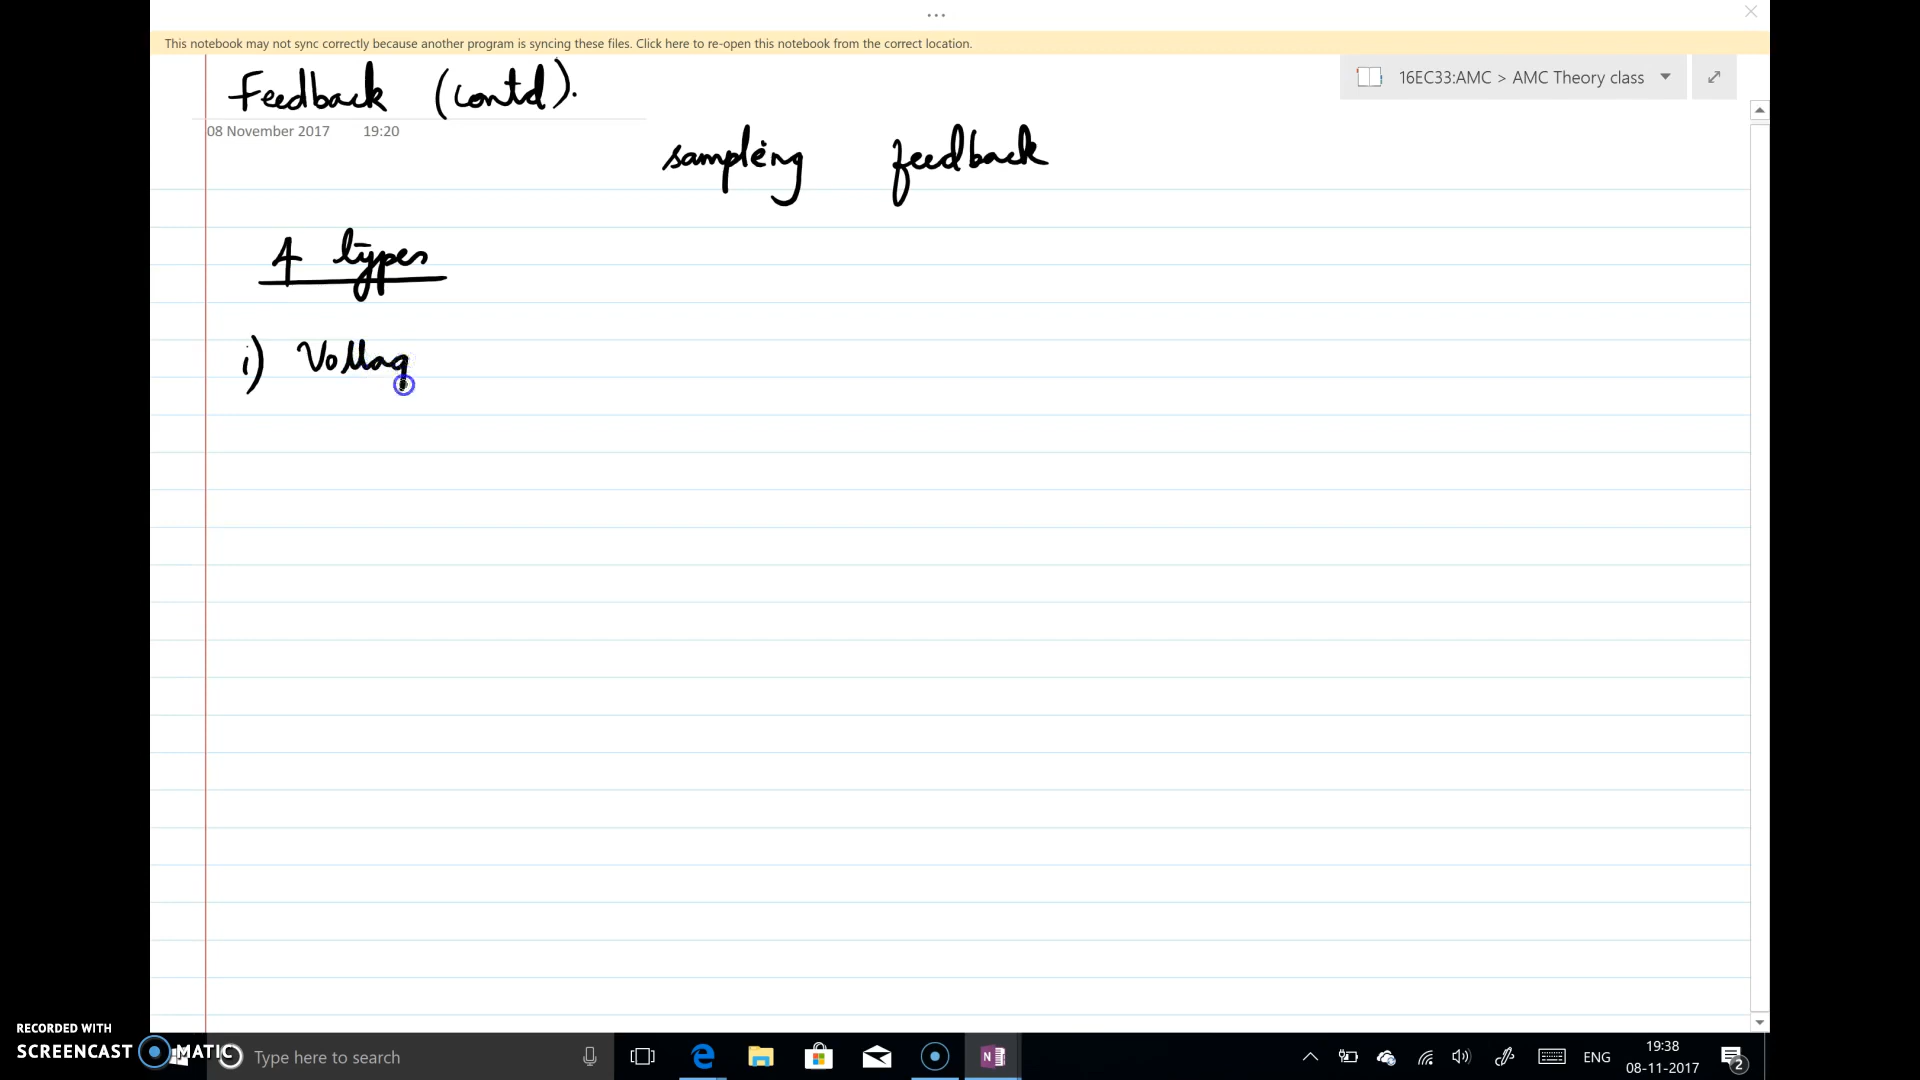 ...
This notebook may not sync correctly because another program is syncing these files. Click here to re-open this notebook from the correct location.
Feedback (contd).
16EC33:AMC > AMC Theory class
08 November 2017 19:20
sampling feedback
4 types
i) Voltag
RECORDED WITH
SCREENCAST MATIC
Type here to search
ENG
19:38
08-11-2017
2